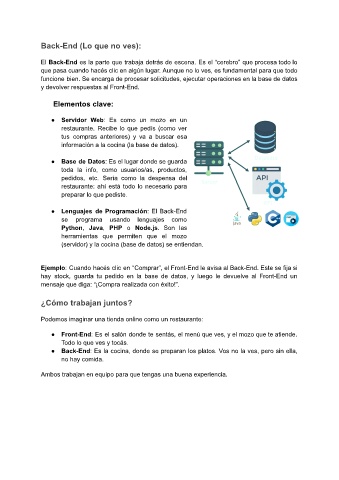 Back-End (Lo que no ves):
El Back-End es la parte que trabaja detrás de escena. Es el “cerebro” que procesa todo lo
que pasa cuando hacés clic en algún lugar. Aunque no lo ves, es fundamental para que todo
funcione bien. Se encarga de procesar solicitudes, ejecutar operaciones en la base de datos
y devolver respuestas al Front-End.
Elementos clave:
● Servidor Web: Es como un mozo en un
restaurante. Recibe lo que pedís (como ver
tus compras anteriores) y va a buscar esa
información a la cocina (la base de datos).
● Base de Datos: Es el lugar donde se guarda
toda la info, como usuarios/as, productos,
pedidos, etc. Sería como la despensa del
restaurante: ahí está todo lo necesario para
preparar lo que pediste.
● Lenguajes de Programación: El Back-End
se programa usando lenguajes como
Python, Java, PHP o Node.js. Son las
herramientas que permiten que el mozo
(servidor) y la cocina (base de datos) se entiendan.
API
Ejemplo: Cuando hacés clic en “Comprar”, el Front-End le avisa al Back-End. Este se fija si
hay stock, guarda tu pedido en la base de datos, y luego le devuelve al Front-End un
mensaje que diga: “¡Compra realizada con éxito!”.
¿Cómo trabajan juntos?
Podemos imaginar una tienda online como un restaurante:
● Front-End: Es el salón donde te sentás, el menú que ves, y el mozo que te atiende.
Todo lo que ves y tocás.
● Back-End: Es la cocina, donde se preparan los platos. Vos no la ves, pero sin ella,
no hay comida.
Ambos trabajan en equipo para que tengas una buena experiencia.